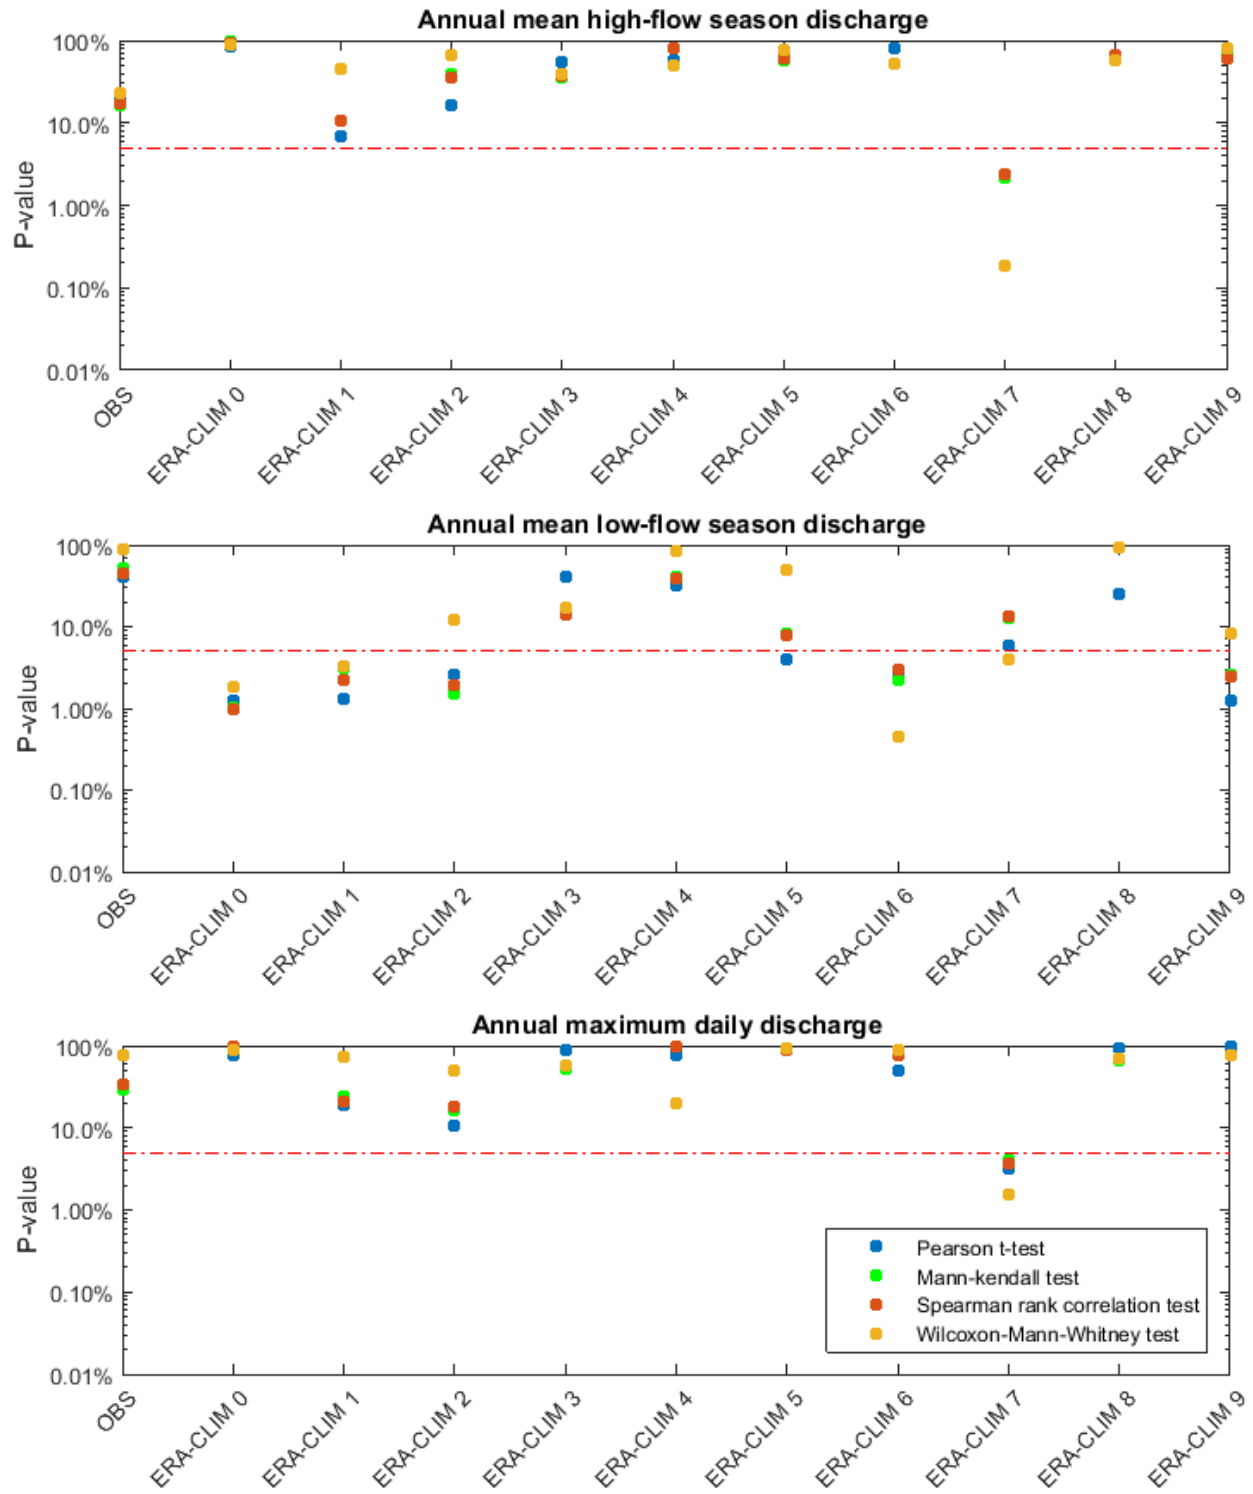 Annual mean high-flow season discharge
100%
10.0%
1.00%
0.10%
0.01%
P-value
OBS
ERA-CLIM 0
ERA-CLIM 1
ERA-CLIM 2
ERA-CLIM 3
ERA-CLIM 4
ERA-CLIM 5
ERA-CLIM 6
ERA-CLIM 7
ERA-CLIM 8
ERA-CLIM 9
Annual mean low-flow season discharge
100%
10.0%
1.00%
0.10%
0.01%
P-value
OBS
ERA-CLIM 0
ERA-CLIM 1
ERA-CLIM 2
ERA-CLIM 3
ERA-CLIM 4
ERA-CLIM 5
ERA-CLIM 6
ERA-CLIM 7
ERA-CLIM 8
ERA-CLIM 9
Annual maximum daily discharge
100%
10.0%
1.00%
0.10%
0.01%
P-value
Pearson t-test
Mann-kendall test
Spearman rank correlation test
Wilcoxon-Mann-Whitney test
OBS
ERA-CLIM 0
ERA-CLIM 1
ERA-CLIM 2
ERA-CLIM 3
ERA-CLIM 4
ERA-CLIM 5
ERA-CLIM 6
ERA-CLIM 7
ERA-CLIM 8
ERA-CLIM 9